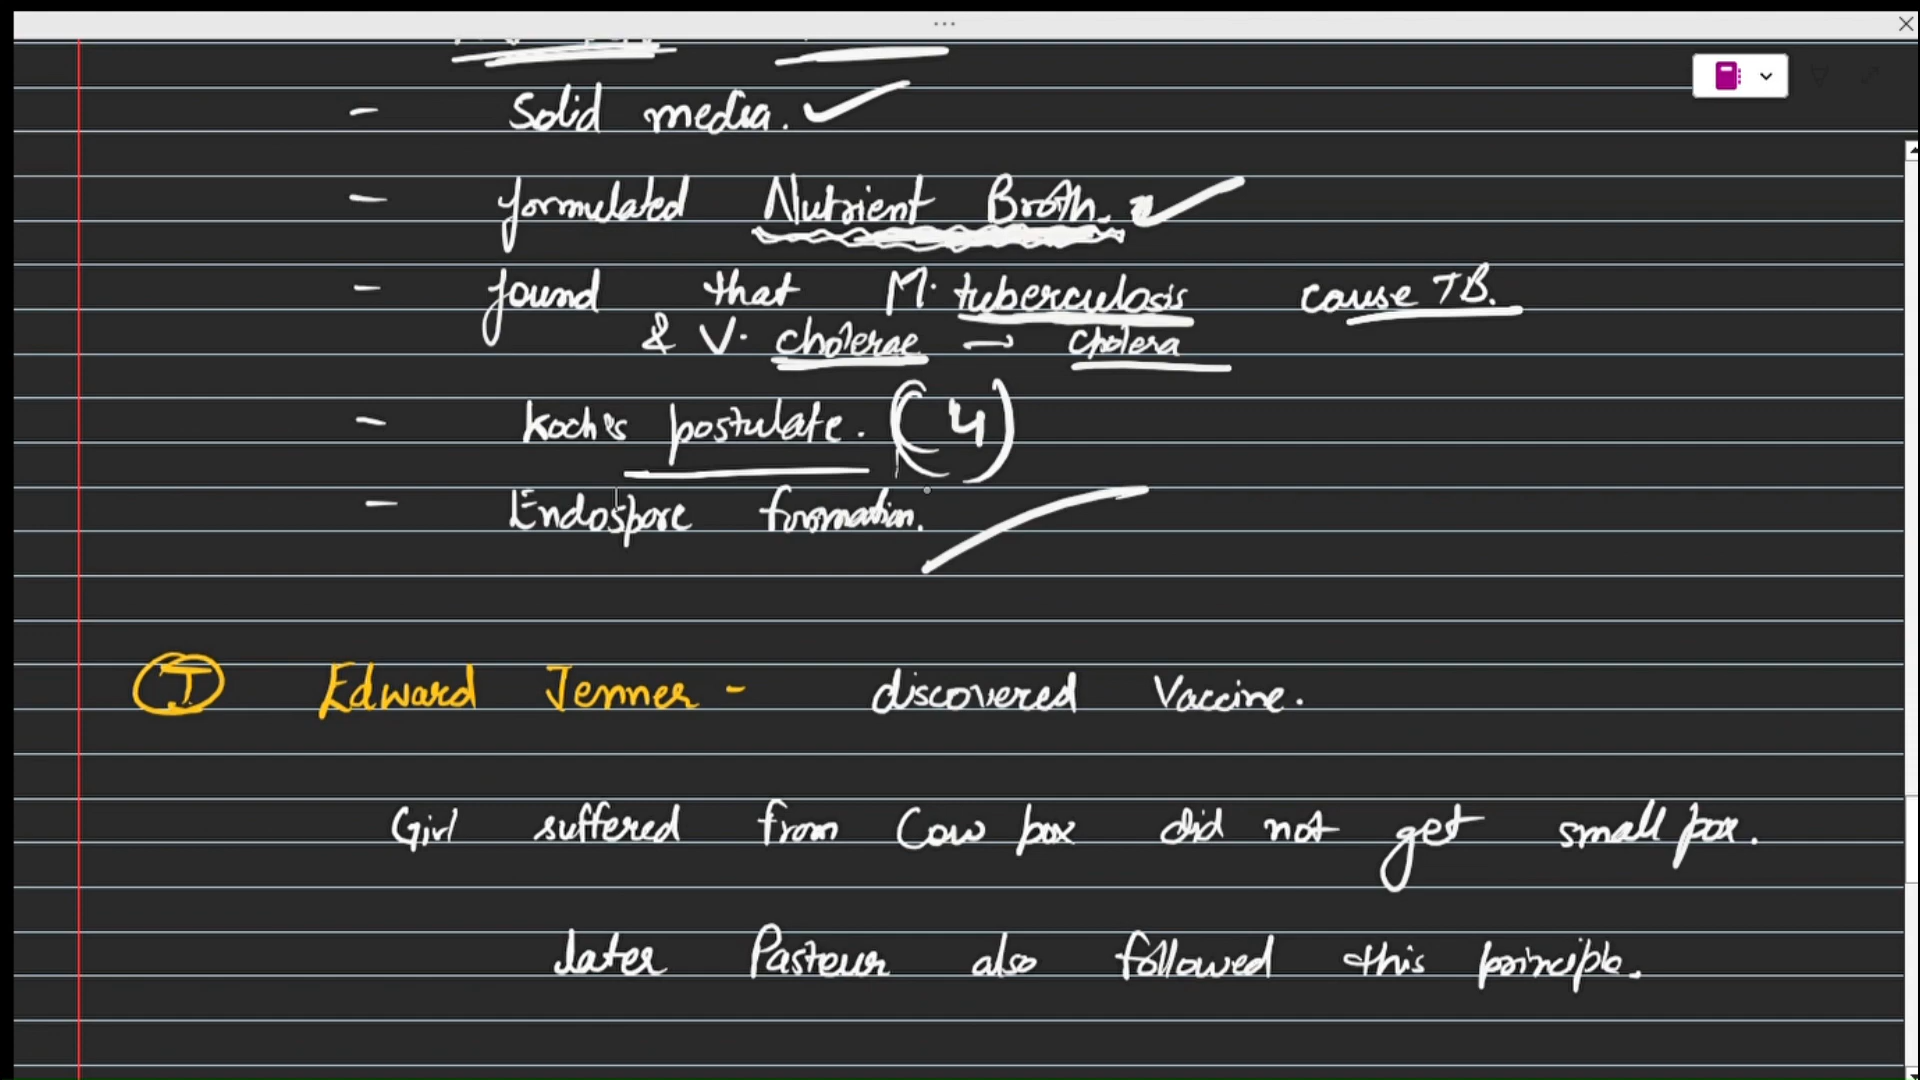 - Solid media.
- formulated Nutrient Broth.
- found that M. tuberculosis cause TB.
& V. cholerae — Cholera
- Koch's postulate. (4)
- Endospore formation.
Edward Jenner - discovered Vaccine.
Girl suffered from Cow pox did not get small pox.
later Pasteur also followed this principle.